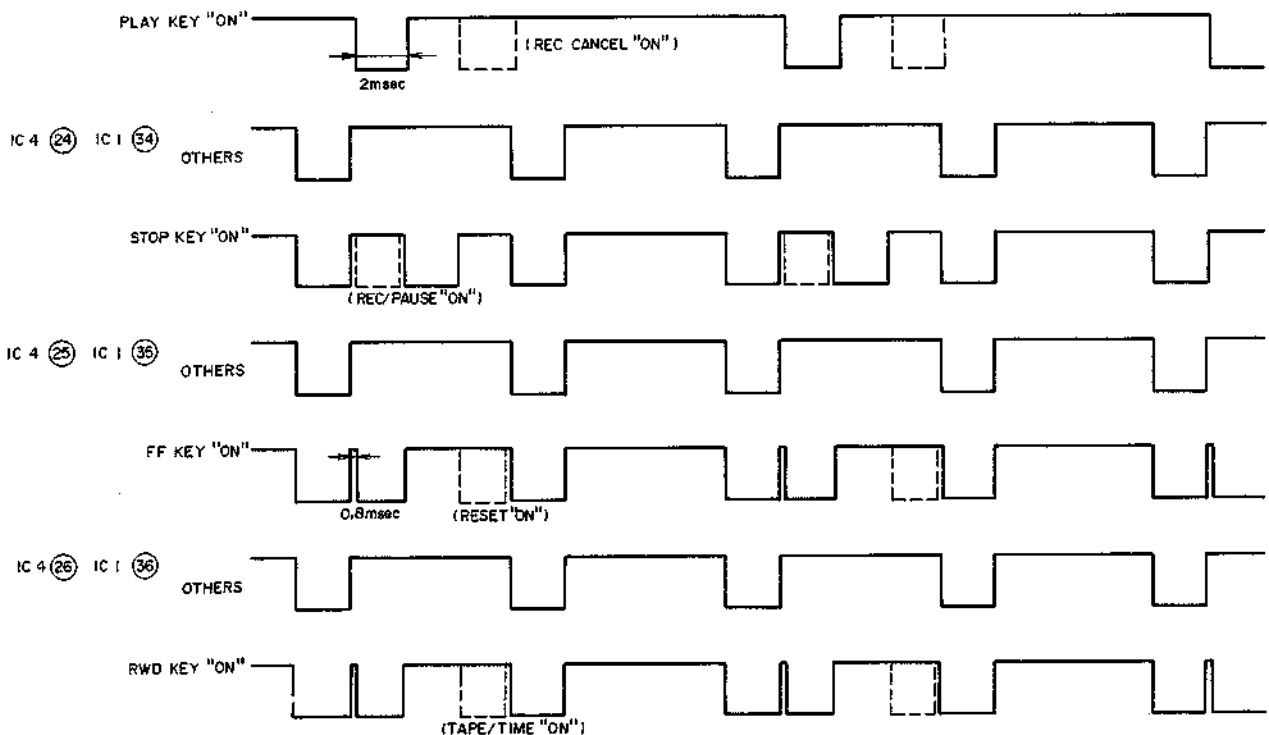 PLAY KEY "ON"
(REC CANCEL "ON")
2msec
IC 4 24 IC 1 34
OTHERS
STOP KEY "ON"
(REC/PAUSE "ON")
IC 4 25 IC 1 35
OTHERS
FF KEY "ON"
0,8msec
(RESET "ON")
IC 4 26 IC 1 36
OTHERS
RWD KEY "ON"
(TAPE/TIME "ON")